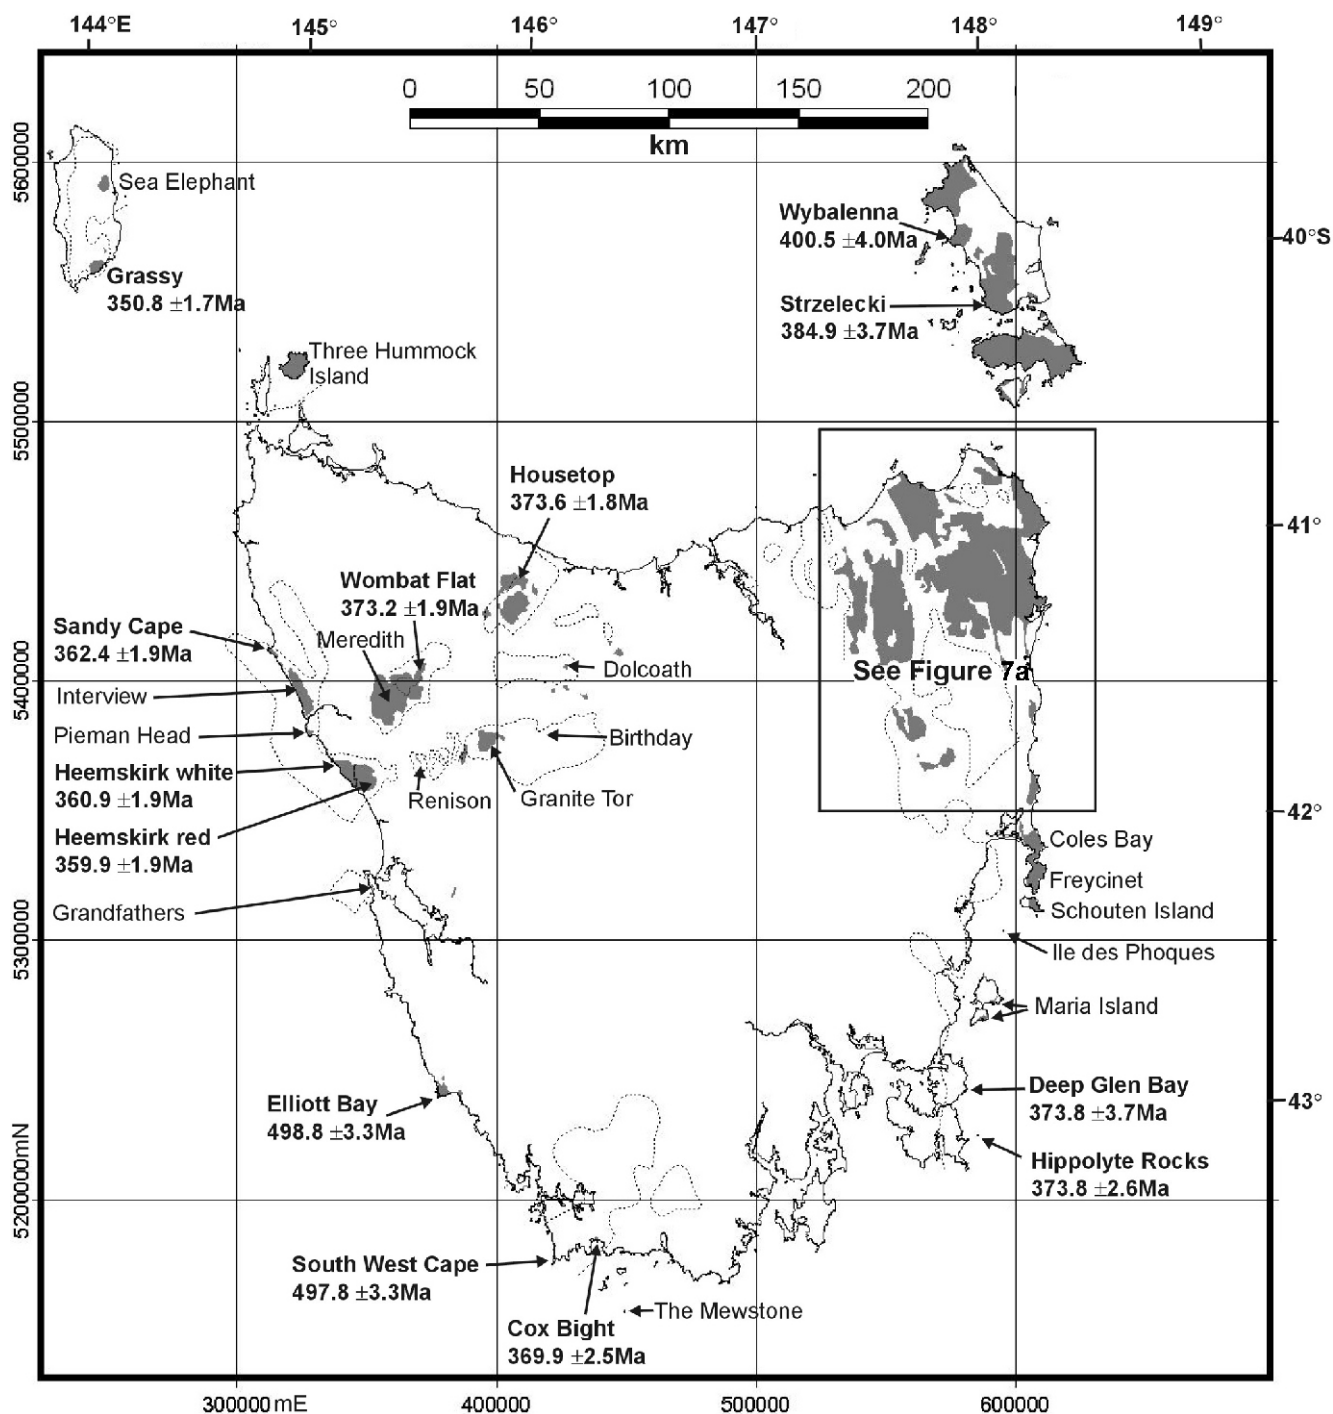 144°E
145°
146°
147°
148°
149°
0
50
100
150
200
km
5600000
5500000
5400000
5300000
5200000mN
40°S
41°
42°
43°
300000mE
400000
500000
600000
Sea Elephant
Grassy
350.8 ±1.7Ma
Three Hummock
Island
Wybalenna
400.5 ±4.0Ma
Strzelecki
384.9 ±3.7Ma
Housetop
373.6 ±1.8Ma
Wombat Flat
373.2 ±1.9Ma
Meredith
Sandy Cape
362.4 ±1.9Ma
Interview
Pieman Head
Heemskirk white
360.9 ±1.9Ma
Heemskirk red
359.9 ±1.9Ma
Grandfathers
Dolcoath
Birthday
Renison
Granite Tor
See Figure 7a
Coles Bay
Freycinet
Schouten Island
Ile des Phoques
Maria Island
Deep Glen Bay
373.8 ±3.7Ma
Hippolyte Rocks
373.8 ±2.6Ma
Elliott Bay
498.8 ±3.3Ma
South West Cape
497.8 ±3.3Ma
The Mewstone
Cox Bight
369.9 ±2.5Ma